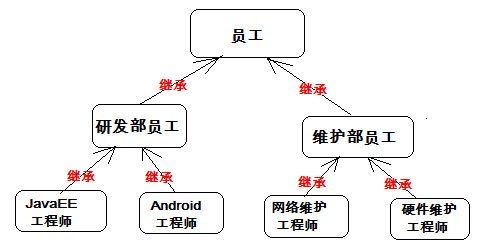 员工
继承
继承
研发部员工
维护部员工
继承
继承
继承
继承
JavaEE
工程师
Android
工程师
网络维护
工程师
硬件维护
工程师